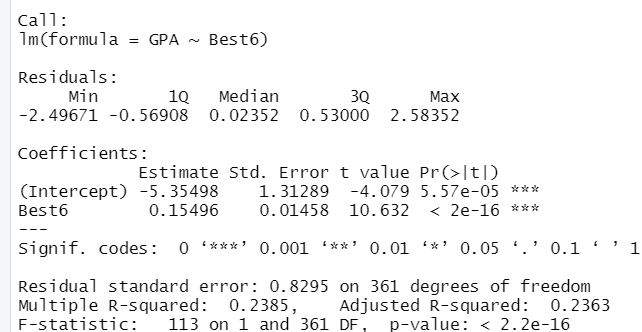 Call:
lm(formula = GPA ~ Best6)
Residuals:
Min 1Q Median 3Q Max
-2.49671 -0.56908 0.02352 0.53000 2.58352
Coefficients:
Estimate Std. Error t value Pr(>|t|)
(Intercept) -5.35498 1.31289 -4.079 5.57e-05 ***
Best6 0.15496 0.01458 10.632 < 2e-16 ***
---
Signif. codes: 0 ‘***’ 0.001 ‘**’ 0.01 ‘*’ 0.05 ‘.’ 0.1 ‘ ’ 1
Residual standard error: 0.8295 on 361 degrees of freedom
Multiple R-squared: 0.2385, Adjusted R-squared: 0.2363
F-statistic: 113 on 1 and 361 DF, p-value: < 2.2e-16